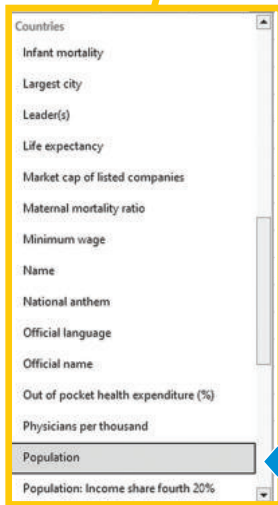 Countries
Infant mortality
Largest city
Leader(s)
Life expectancy
Market cap of listed companies
Maternal mortality ratio
Minimum wage
Name
National anthem
Official language
Official name
Out of pocket health expenditure (%)
Physicians per thousand
Population
Population: Income share fourth 20%